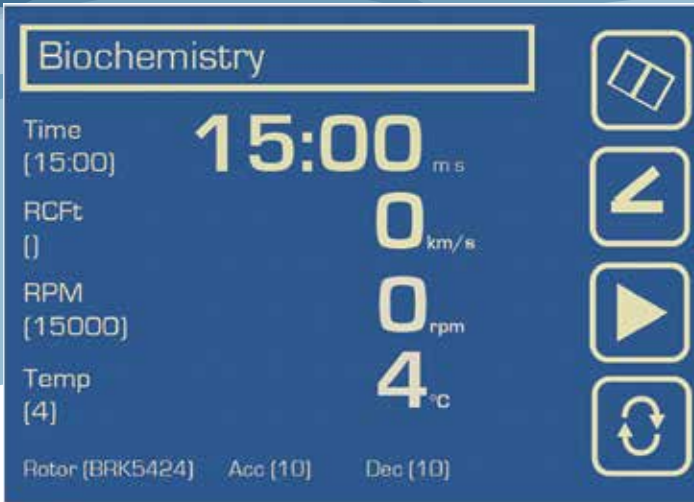 Biochemistry
Time
(15:00)
15:00 m s
RCFt
()
0 km/s
RPM
(15000)
0 rpm
Temp
(4)
4 °C
Rotor (BRK5424) Acc (10) Dec (10)